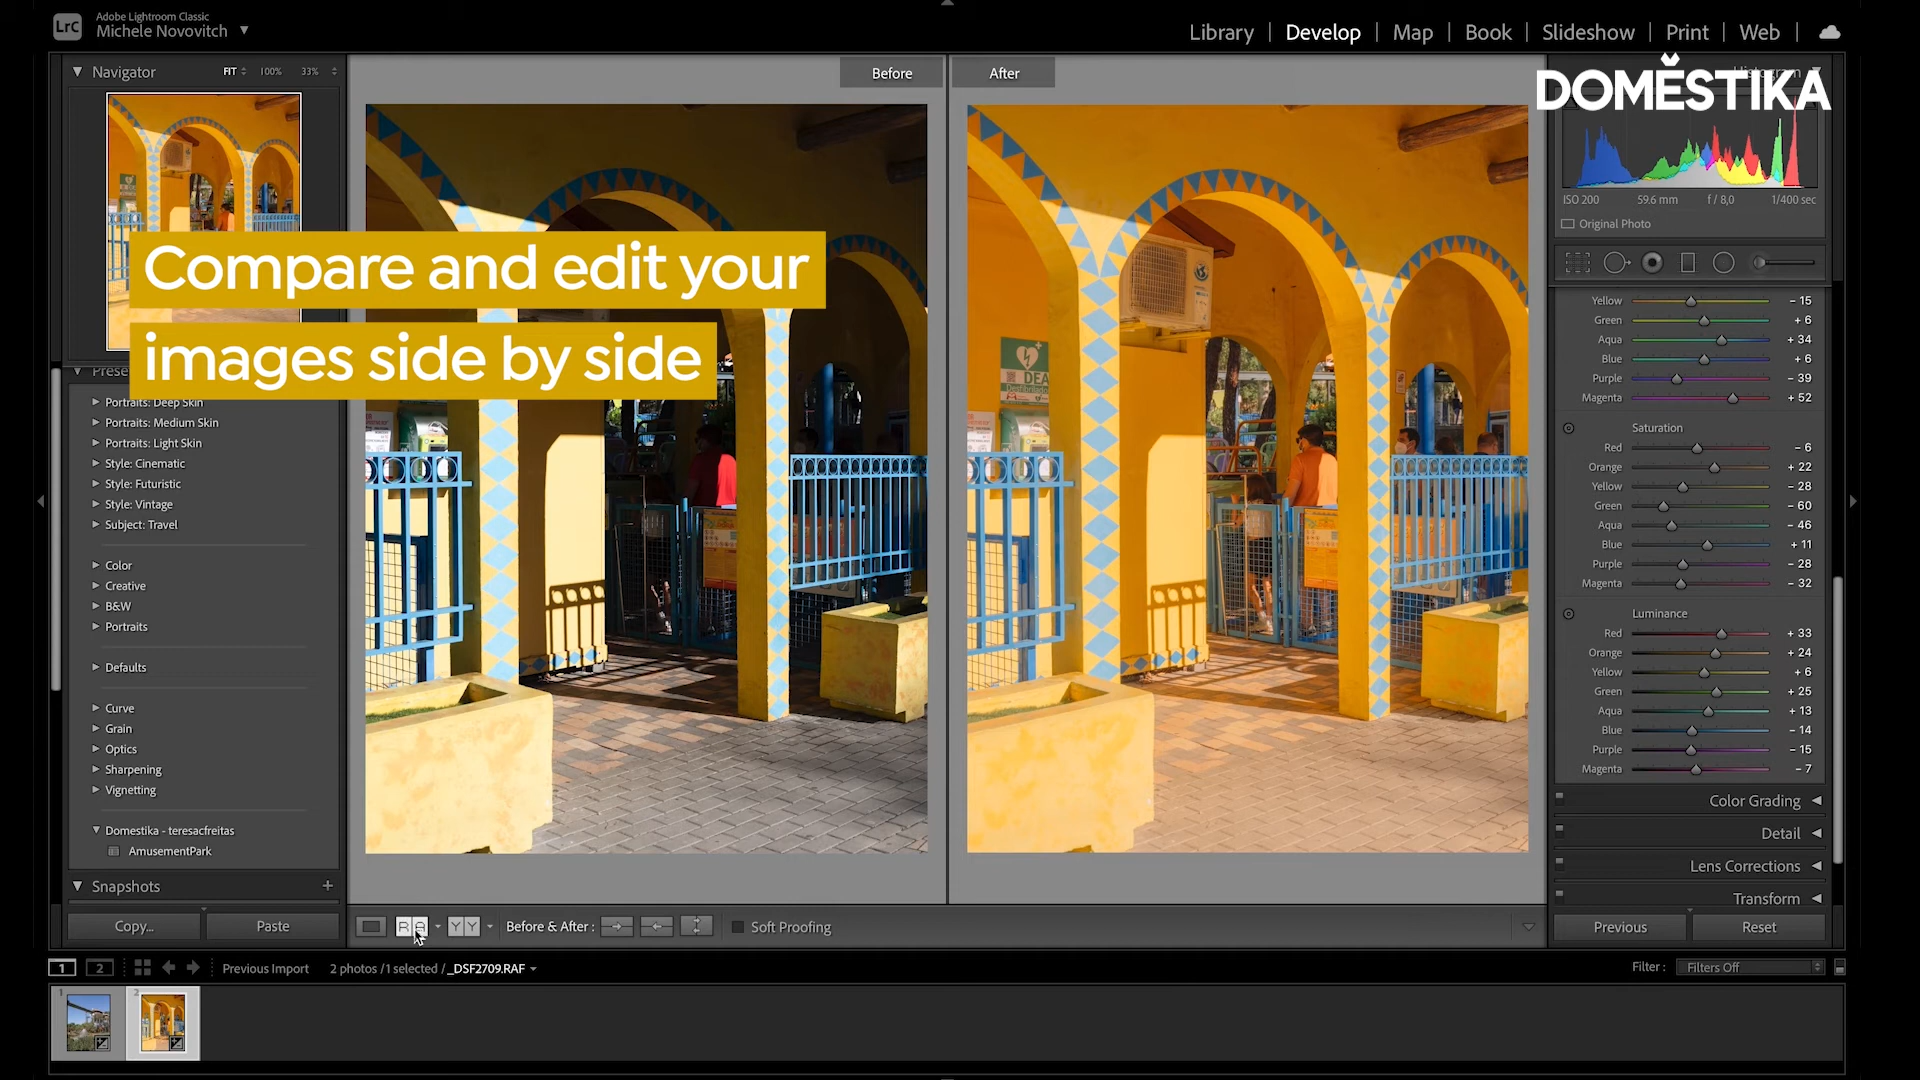 Adobe Lightroom Classic
Michele Novovitch
LrC
Library | Develop | Map | Book | Slideshow | Print | Web
DOMESTIKA
Navigator FIT 100% 33%
Before
After
ISO 200 59.6 mm f / 8,0 1/400 sec
Original Photo
Compare and edit your
images side by side
DEA
Portraits: Deep Skin
Portraits: Medium Skin
Portraits: Light Skin
Style: Cinematic
Style: Futuristic
Style: Vintage
Subject: Travel
Color
Creative
B&W
Portraits
Defaults
Curve
Grain
Optics
Sharpening
Vignetting
Domestika - teresacfreitas
AmusementPark
Snapshots +
Copy... Paste
Yellow - 15
Green + 6
Aqua + 34
Blue + 6
Purple - 39
Magenta + 52
Saturation
Red - 6
Orange + 22
Yellow - 28
Green - 60
Aqua - 46
Blue + 11
Purple - 28
Magenta - 32
Luminance
Red + 33
Orange + 24
Yellow + 6
Green + 25
Aqua + 13
Blue - 14
Purple - 15
Magenta - 7
Color Grading
Detail
Lens Corrections
Transform
Previous Reset
R A Y Y Before & After : Soft Proofing
1 2 Previous Import 2 photos / 1 selected / _DSF2709.RAF
Filter : Filters Off
1
2